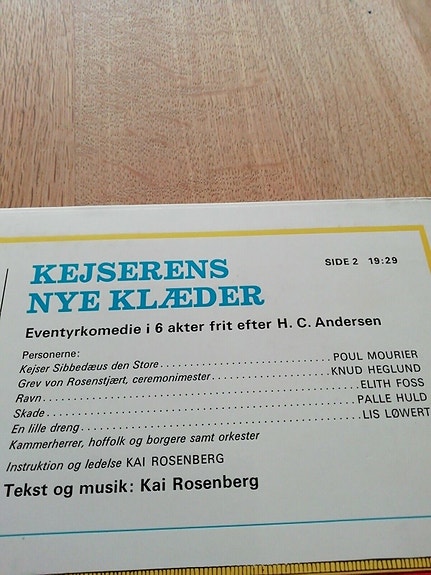 KEJSERENS
NYE KLÆDER
SIDE 2 19:29
Eventyrkomedie i 6 akter frit efter H. C. Andersen
Personerne:
Kejser Sibbedæus den Store POUL MOURIER
Grev von Rosenstjært, ceremonimester KNUD HEGLUND
Ravn ELITH FOSS
Skade PALLE HULD
En lille dreng LIS LØWERT
Kammerherrer, hoffolk og borgere samt orkester
Instruktion og ledelse KAI ROSENBERG
Tekst og musik: Kai Rosenberg